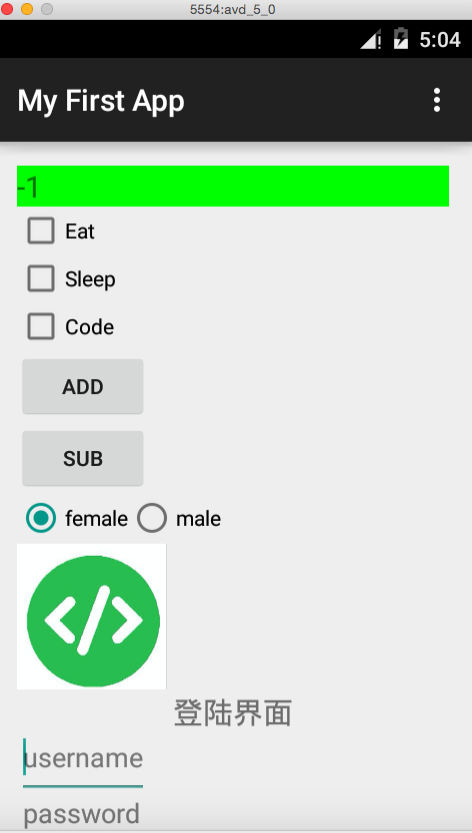 5554:avd_5_0
5:04
My First App
-1
Eat
Sleep
Code
ADD
SUB
female male
</>
登陆界面
username
password